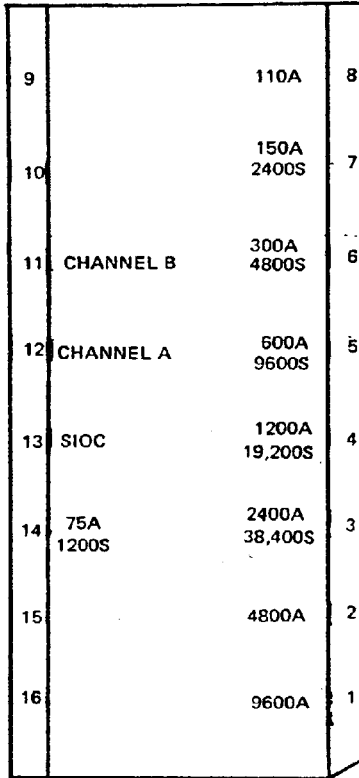 9 110A 8
10 150A 7
2400S
11 CHANNEL B 300A 6
4800S
12 CHANNEL A 600A 5
9600S
13 SIOC 1200A 4
19,200S
14 75A 2400A 3
1200S 38,400S
15 4800A 2
16 9600A 1